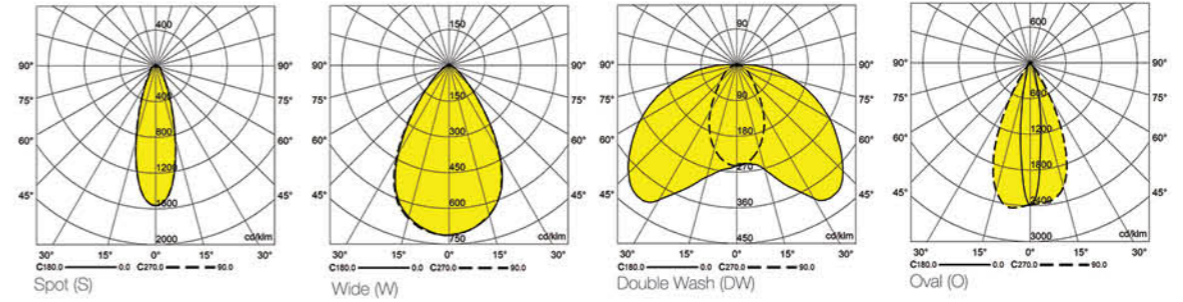 400
90° 90°
75° 400 75°
60° 800 60°
1200
45° 1600 45°
2000 cd/klm
30° 15° 0° 15° 30°
C180.0 0.0 C270.0 90.0
Spot (S)
150
90° 90°
75° 150 75°
60° 300 60°
450
45° 600 45°
750 cd/klm
30° 15° 0° 15° 30°
C180.0 0.0 C270.0 90.0
Wide (W)
90
90° 90°
75° 90 75°
60° 180 60°
270
45° 360 45°
450 cd/klm
30° 15° 0° 15° 30°
C180.0 0.0 C270.0 90.0
Double Wash (DW)
600
90° 90°
75° 600 75°
60° 1200 60°
1800
45° 2400 45°
3000 cd/klm
30° 15° 0° 15° 30°
C180.0 0.0 C270.0 90.0
Oval (O)